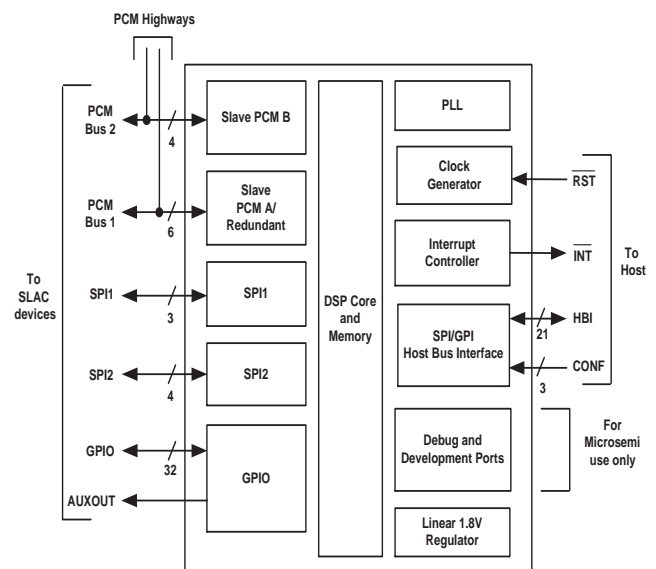 PCM Highways
PCM
Bus 2
4
Slave PCM B
PLL
Clock
Generator
RST
PCM
Bus 1
6
Slave
PCM A/
Redundant
Interrupt
Controller
INT
To
Host
To
SLAC
devices
SPI1
3
SPI1
DSP Core
and
Memory
SPI/GPI
Host Bus Interface
21
HBI
CONF
3
SPI2
4
SPI2
GPIO
32
GPIO
AUXOUT
Debug and
Development Ports
For
Microsemi
use only
Linear 1.8V
Regulator